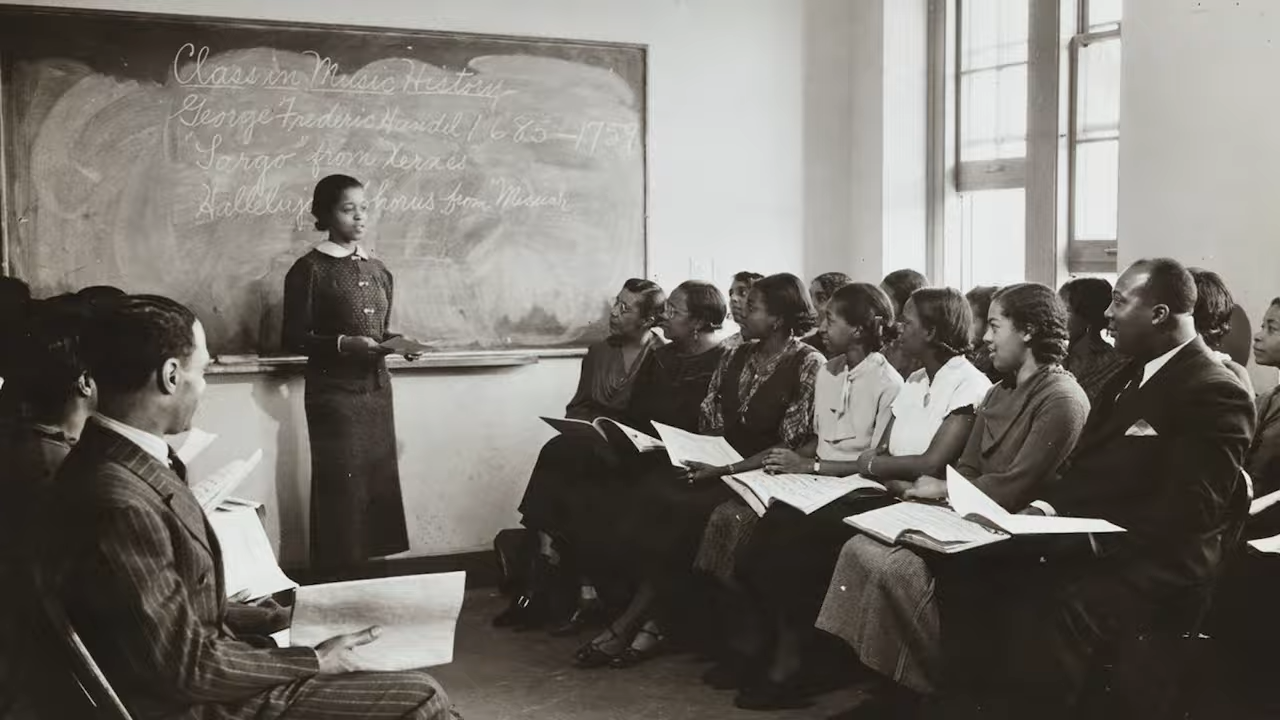 Class in Music History
George Frederic Handel 1685-1759
"Largo" from Xerxes
Hallelujah Chorus from "Messiah